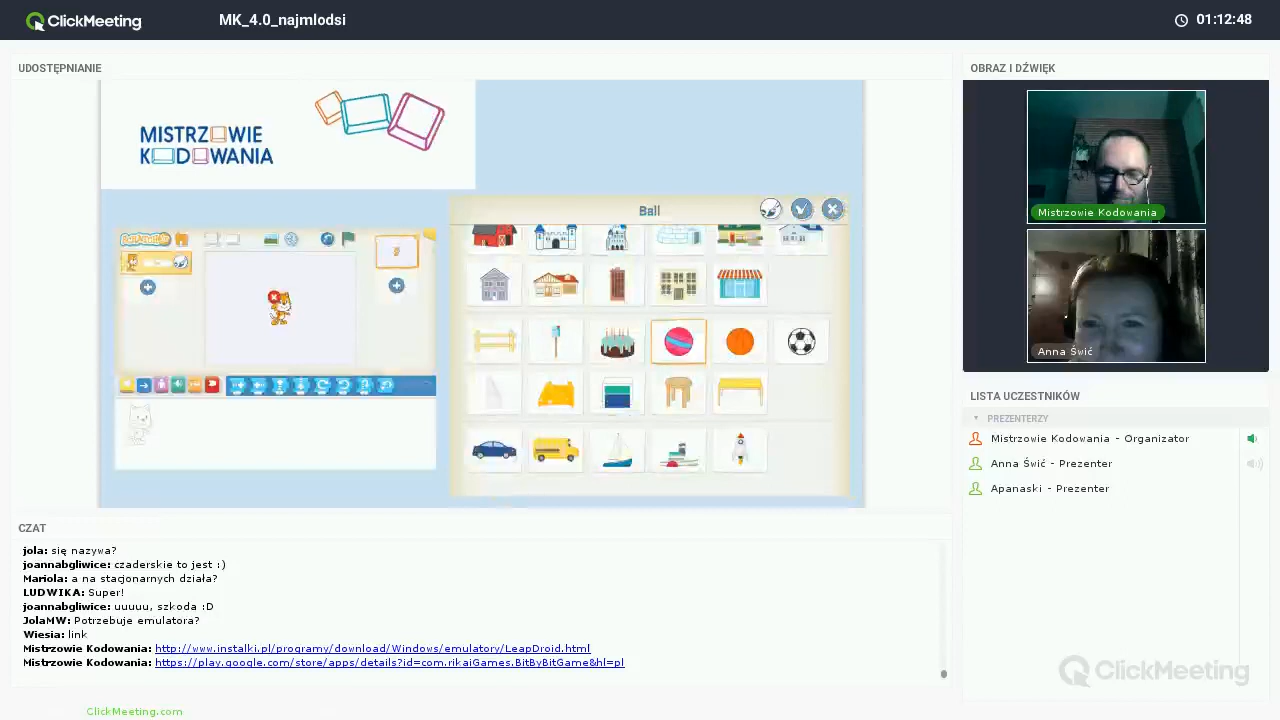 ClickMeeting
MK_4.0_najmlodsi
01:12:48
UDOSTĘPNIANIE
MISTRZOWIE
KODOWANIA
Ball
OBRAZ I DŹWIĘK
Mistrzowie Kodowania
Anna Świć
LISTA UCZESTNIKÓW
PREZENTERZY
Mistrzowie Kodowania - Organizator
Anna Świć - Prezenter
Apanaski - Prezenter
CZAT
jola: się nazywa?
joannabgliwice: czaderskie to jest :)
Mariola: a na stacjonarnych działa?
LUDWIKA: Super!
joannabgliwice: uuuuu, szkoda :D
JolaMW: Potrzebuje emulatora?
Wiesia: link
Mistrzowie Kodowania: http://www.instalki.pl/programy/download/Windows/emulatory/LeapDroid.html
Mistrzowie Kodowania: https://play.google.com/store/apps/details?id=com.rikaiGames.BitByBitGame&hl=pl
ClickMeeting
ClickMeeting.com